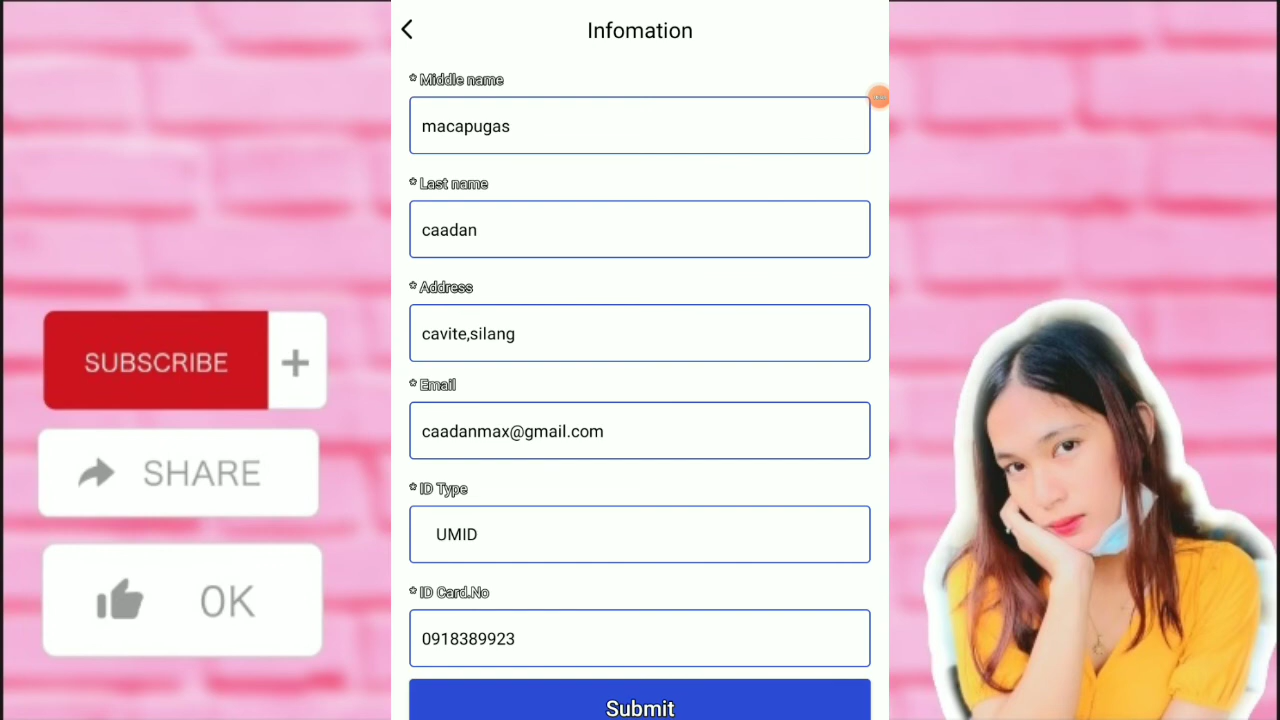 Infomation
* Middle name
macapugas
* Last name
caadan
* Address
cavite,silang
* Email
caadanmax@gmail.com
* ID Type
UMID
* ID Card.No
0918389923
Submit
SUBSCRIBE +
SHARE
OK